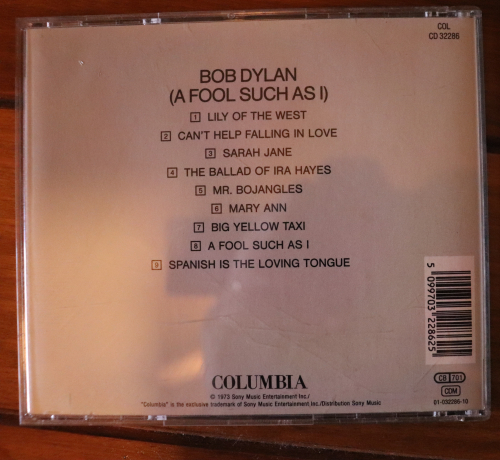 COL
CD 32286
BOB DYLAN
(A FOOL SUCH AS I)
1 LILY OF THE WEST
2 CAN'T HELP FALLING IN LOVE
3 SARAH JANE
4 THE BALLAD OF IRA HAYES
5 MR. BOJANGLES
6 MARY ANN
7 BIG YELLOW TAXI
8 A FOOL SUCH AS I
9 SPANISH IS THE LOVING TONGUE
5 099703 228625
COLUMBIA
© 1973 Sony Music Entertainment Inc./
"Columbia" is the exclusive trademark of Sony Music Entertainment Inc./Distribution Sony Music
CB 701
CDM
01-032286-10